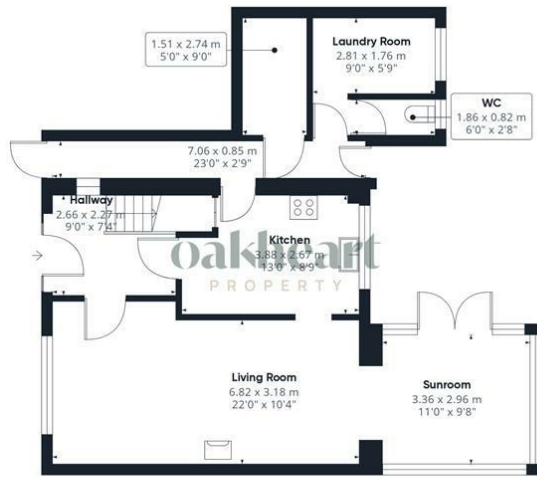 1.51 x 2.74 m
5'0" x 9'0"
Laundry Room
2.81 x 1.76 m
9'0" x 5'9"
WC
1.86 x 0.82 m
6'0" x 2'8"
7.06 x 0.85 m
23'0" x 2'9"
Hallway
2.66 x 2.27 m
9'0" x 7'4"
Kitchen
3.88 x 2.67 m
13'0" x 8'9"
oakheart
PROPERTY
Living Room
6.82 x 3.18 m
22'0" x 10'4"
Sunroom
3.36 x 2.96 m
11'0" x 9'8"